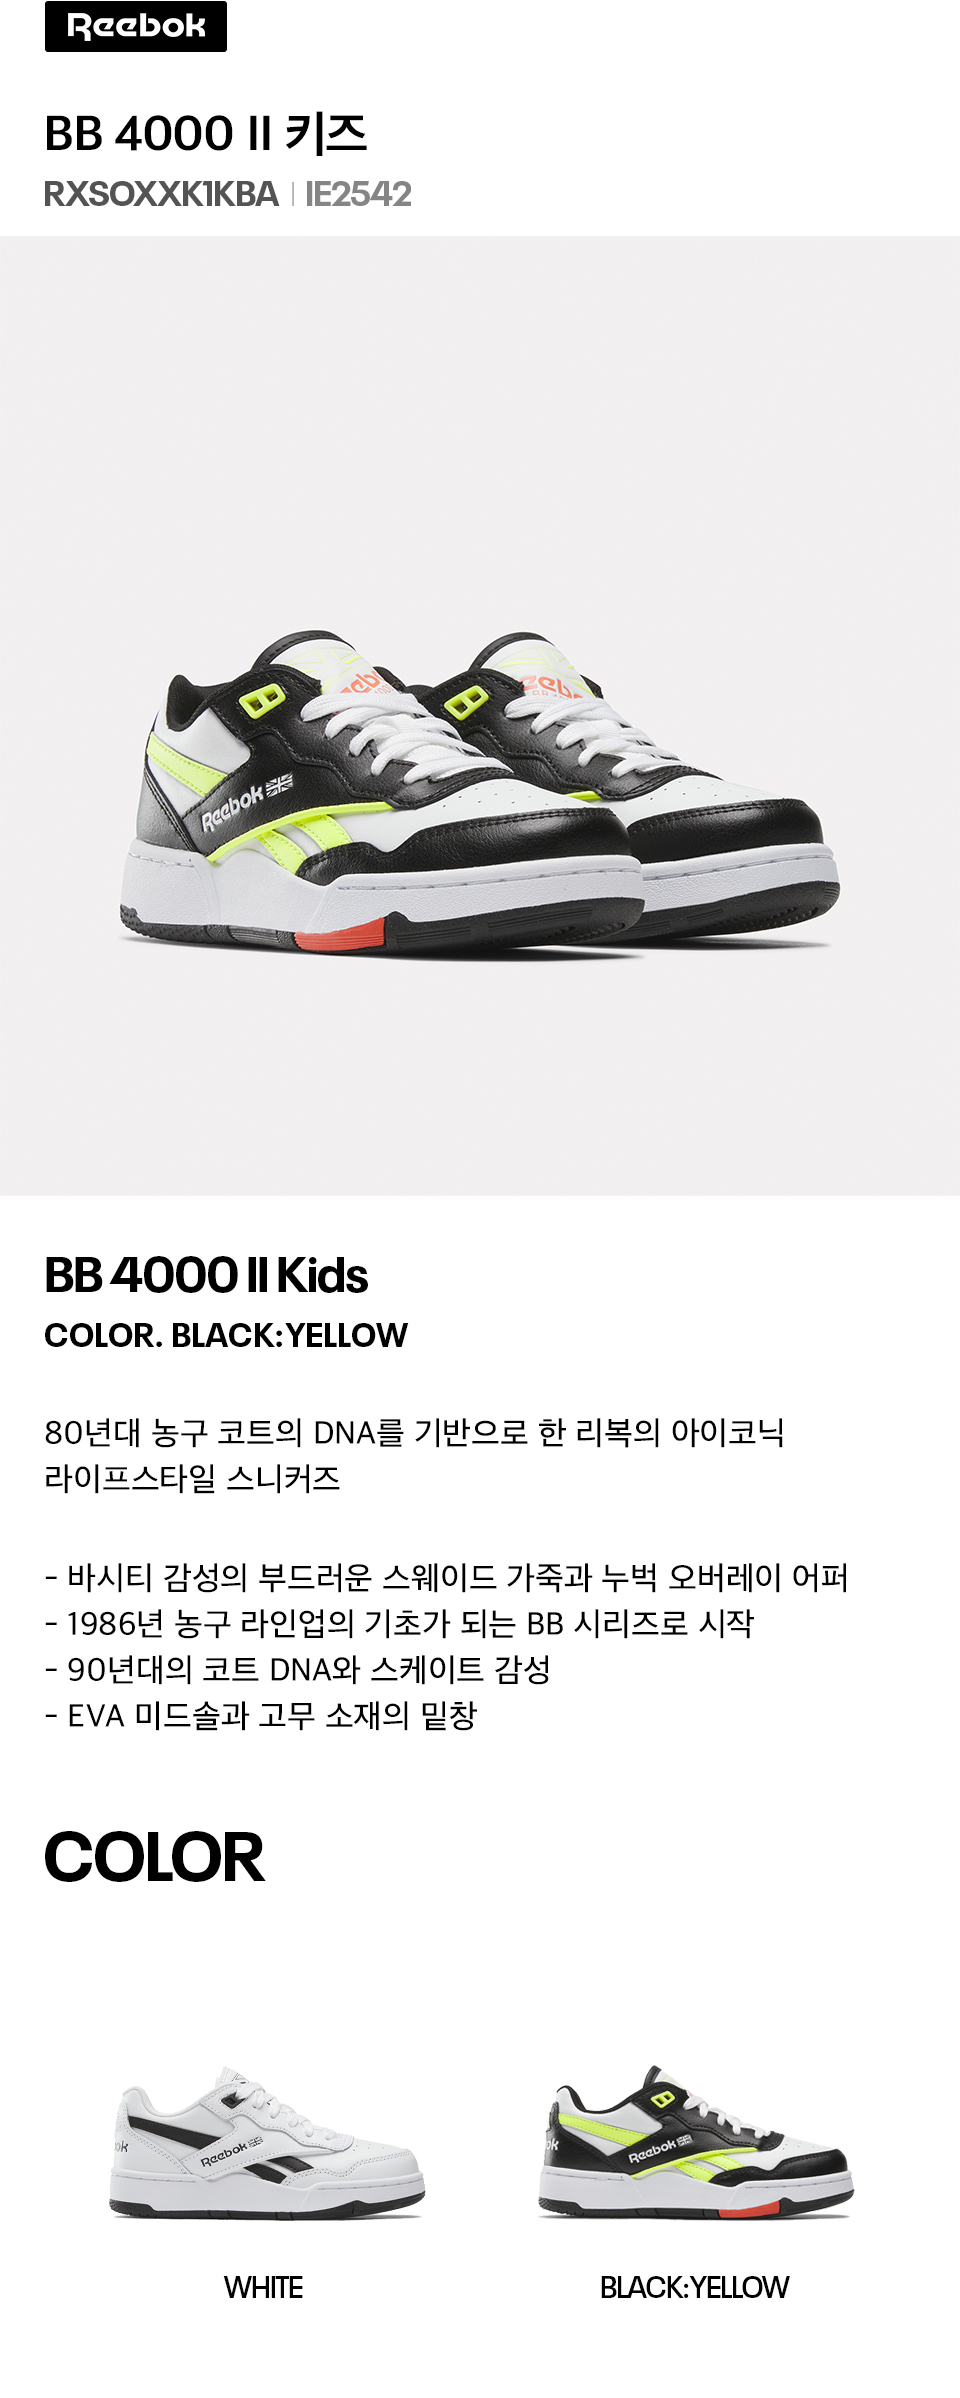 Reebok
BB 4000 II 키즈
RXSOXXK1KBA | IE2542
Reebok
BB 4000 II Kids
COLOR. BLACK:YELLOW
80년대 농구 코트의 DNA를 기반으로 한 리복의 아이코닉
라이프스타일 스니커즈
- 바시티 감성의 부드러운 스웨이드 가죽과 누벅 오버레이 어퍼
- 1986년 농구 라인업의 기초가 되는 BB 시리즈로 시작
- 90년대의 코트 DNA와 스케이트 감성
- EVA 미드솔과 고무 소재의 밑창
COLOR
Reebok
Reebok
WHITE
BLACK:YELLOW